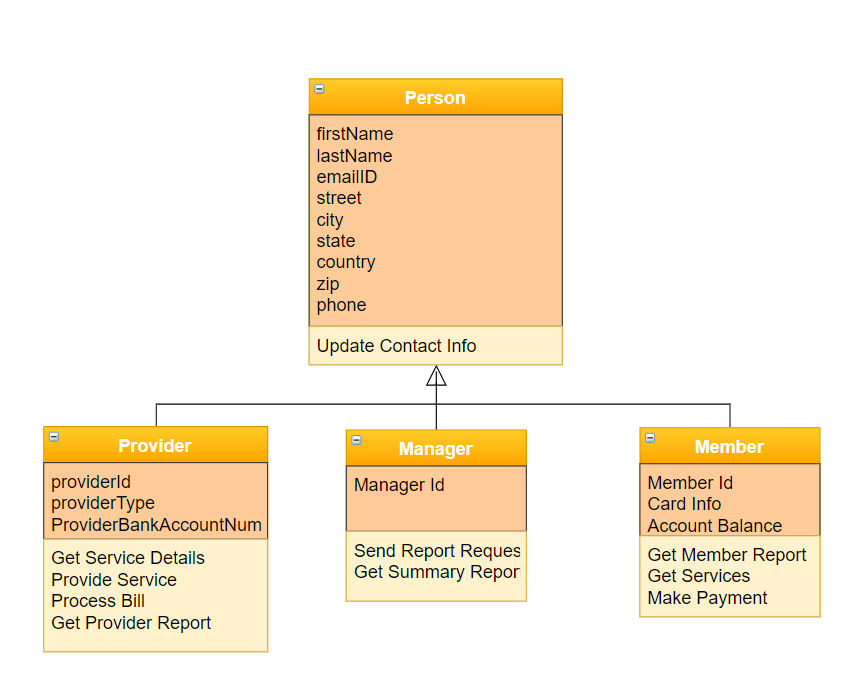 Person
firstName
lastName
emailID
street
city
state
country
zip
phone
Update Contact Info
Provider
providerId
providerType
ProviderBankAccountNum
Get Service Details
Provide Service
Process Bill
Get Provider Report
Manager
Manager Id
Send Report Reques
Get Summary Repor
Member
Member Id
Card Info
Account Balance
Get Member Report
Get Services
Make Payment